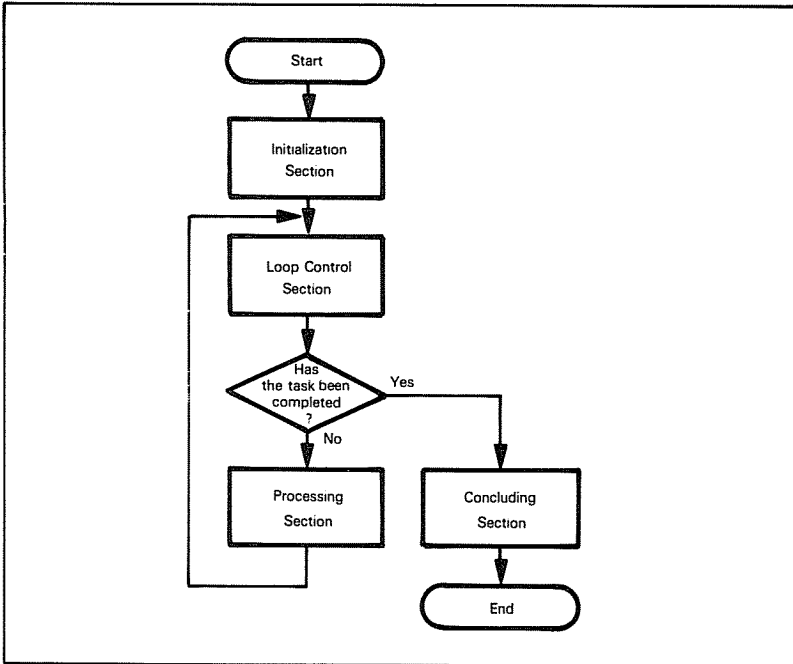 Start
Initialization
Section
Loop Control
Section
Has
the task been
completed
?
Yes
No
Processing
Section
Concluding
Section
End